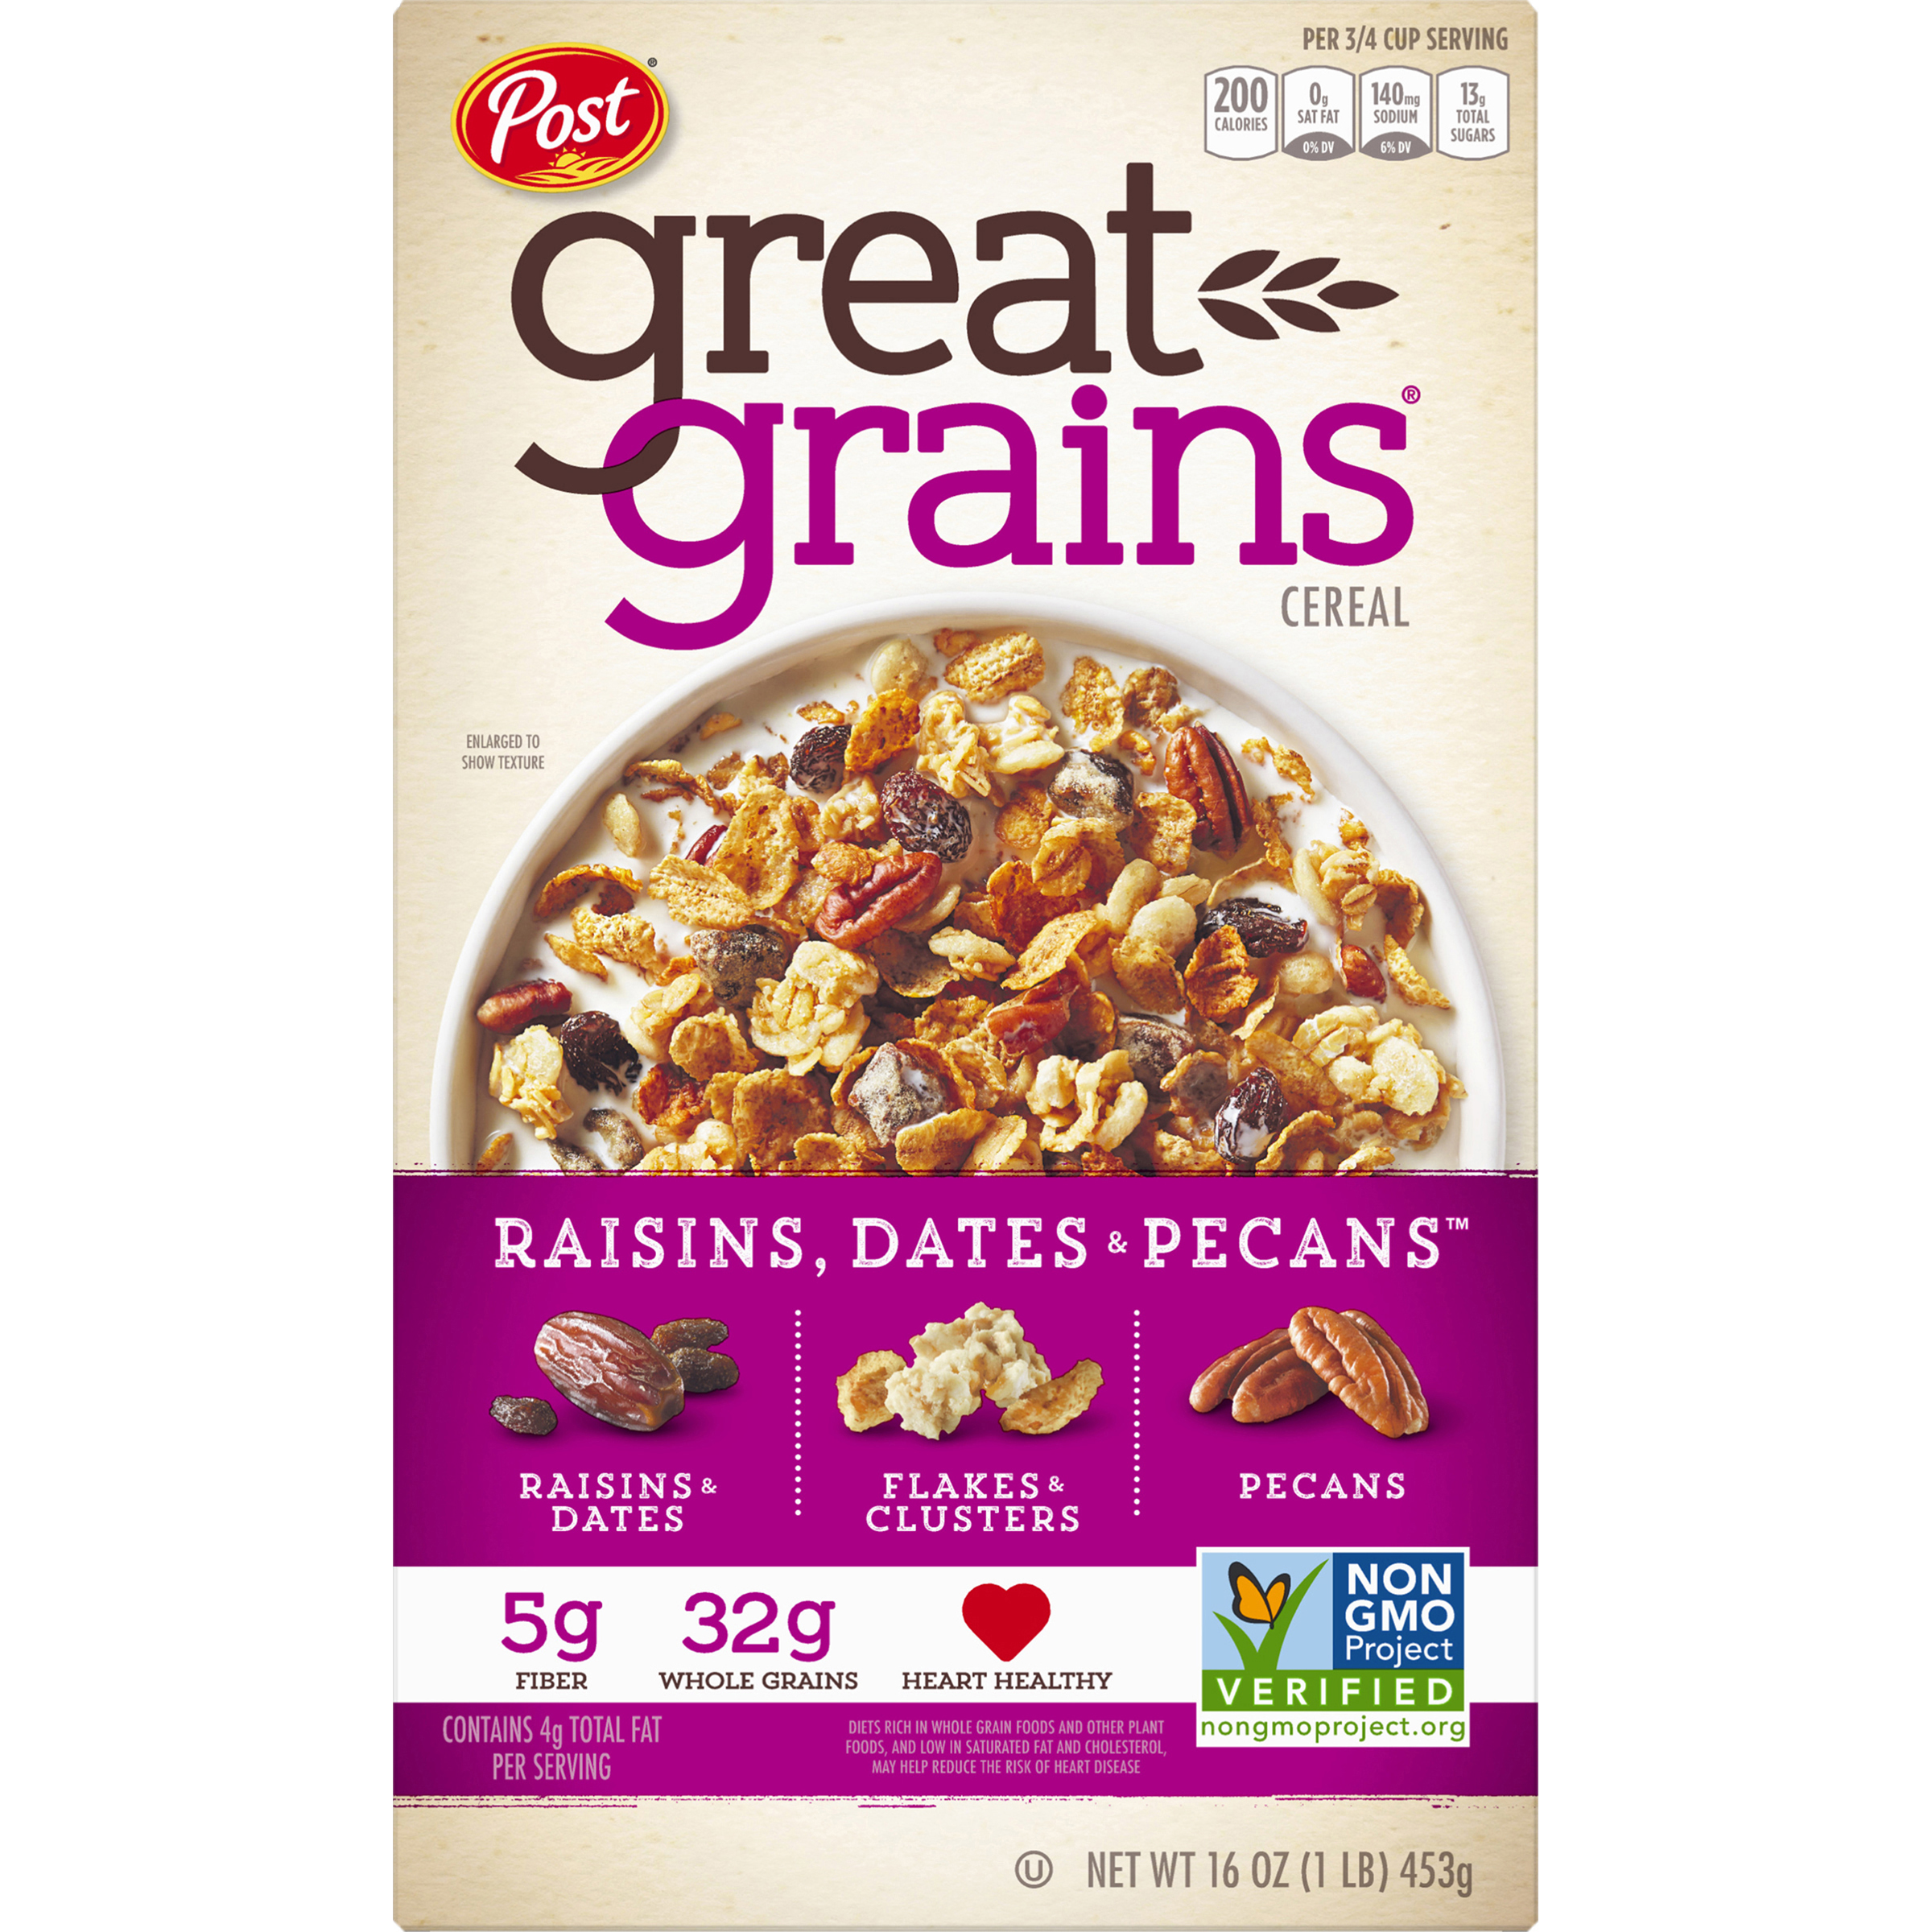 Post®
PER 3/4 CUP SERVING
200 CALORIES
0g SAT FAT 0% DV
140mg SODIUM 6% DV
13g TOTAL SUGARS
great
grains®
CEREAL
ENLARGED TO
SHOW TEXTURE
RAISINS, DATES & PECANS™
RAISINS &
DATES
FLAKES &
CLUSTERS
PECANS
5g
FIBER
32g
WHOLE GRAINS
HEART HEALTHY
NON
GMO
Project
VERIFIED
nongmoproject.org
CONTAINS 4g TOTAL FAT
PER SERVING
DIETS RICH IN WHOLE GRAIN FOODS AND OTHER PLANT
FOODS, AND LOW IN SATURATED FAT AND CHOLESTEROL,
MAY HELP REDUCE THE RISK OF HEART DISEASE
U NET WT 16 OZ (1 LB) 453g